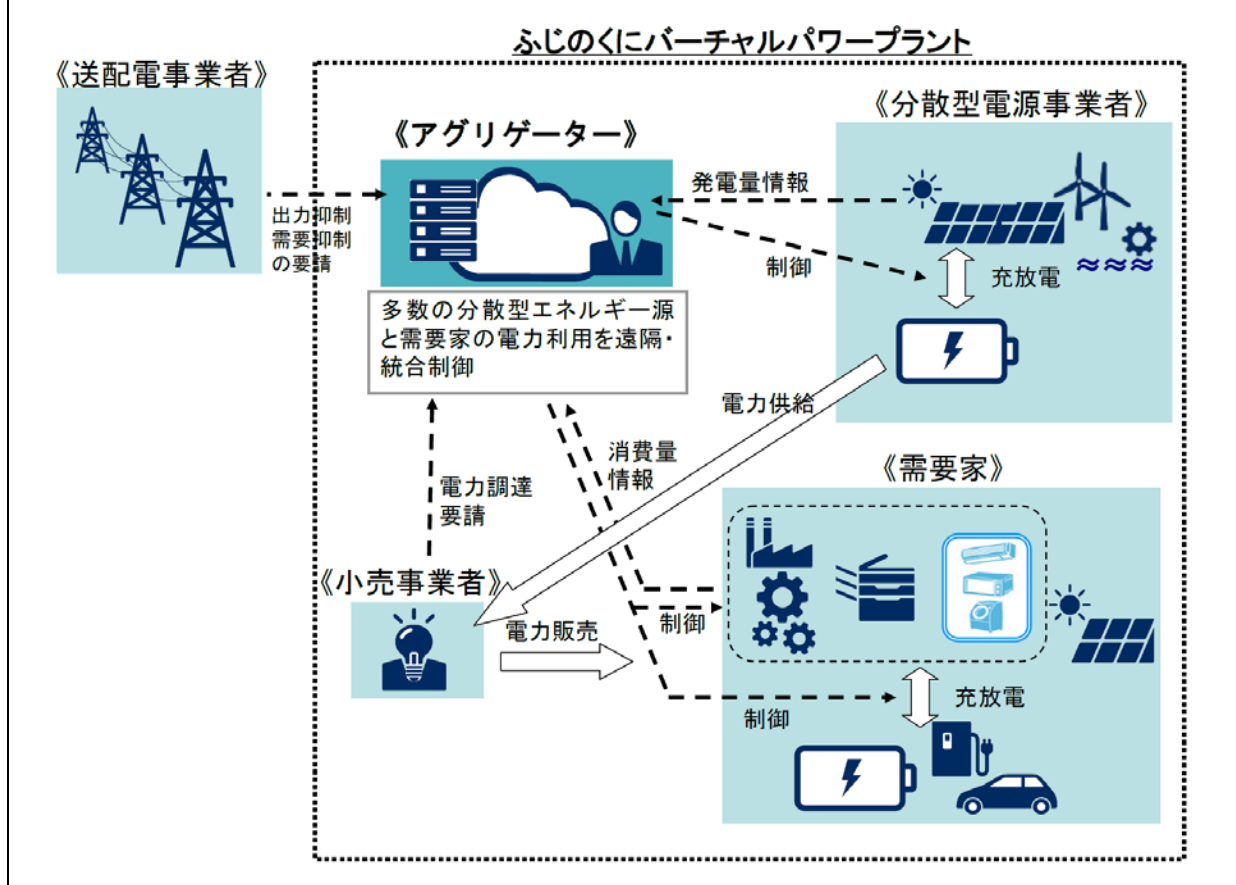 ふじのくにバーチャルパワープラント
《送配電事業者》
《分散型電源事業者》
《アグリゲーター》
発電量情報
出力抑制
需要抑制
の要請
制御
充放電
多数の分散型エネルギー源
と需要家の電力利用を遠隔・
統合制御
電力供給
消費量
情報
《需要家》
電力調達
要請
《小売事業者》
制御
電力販売
充放電
制御